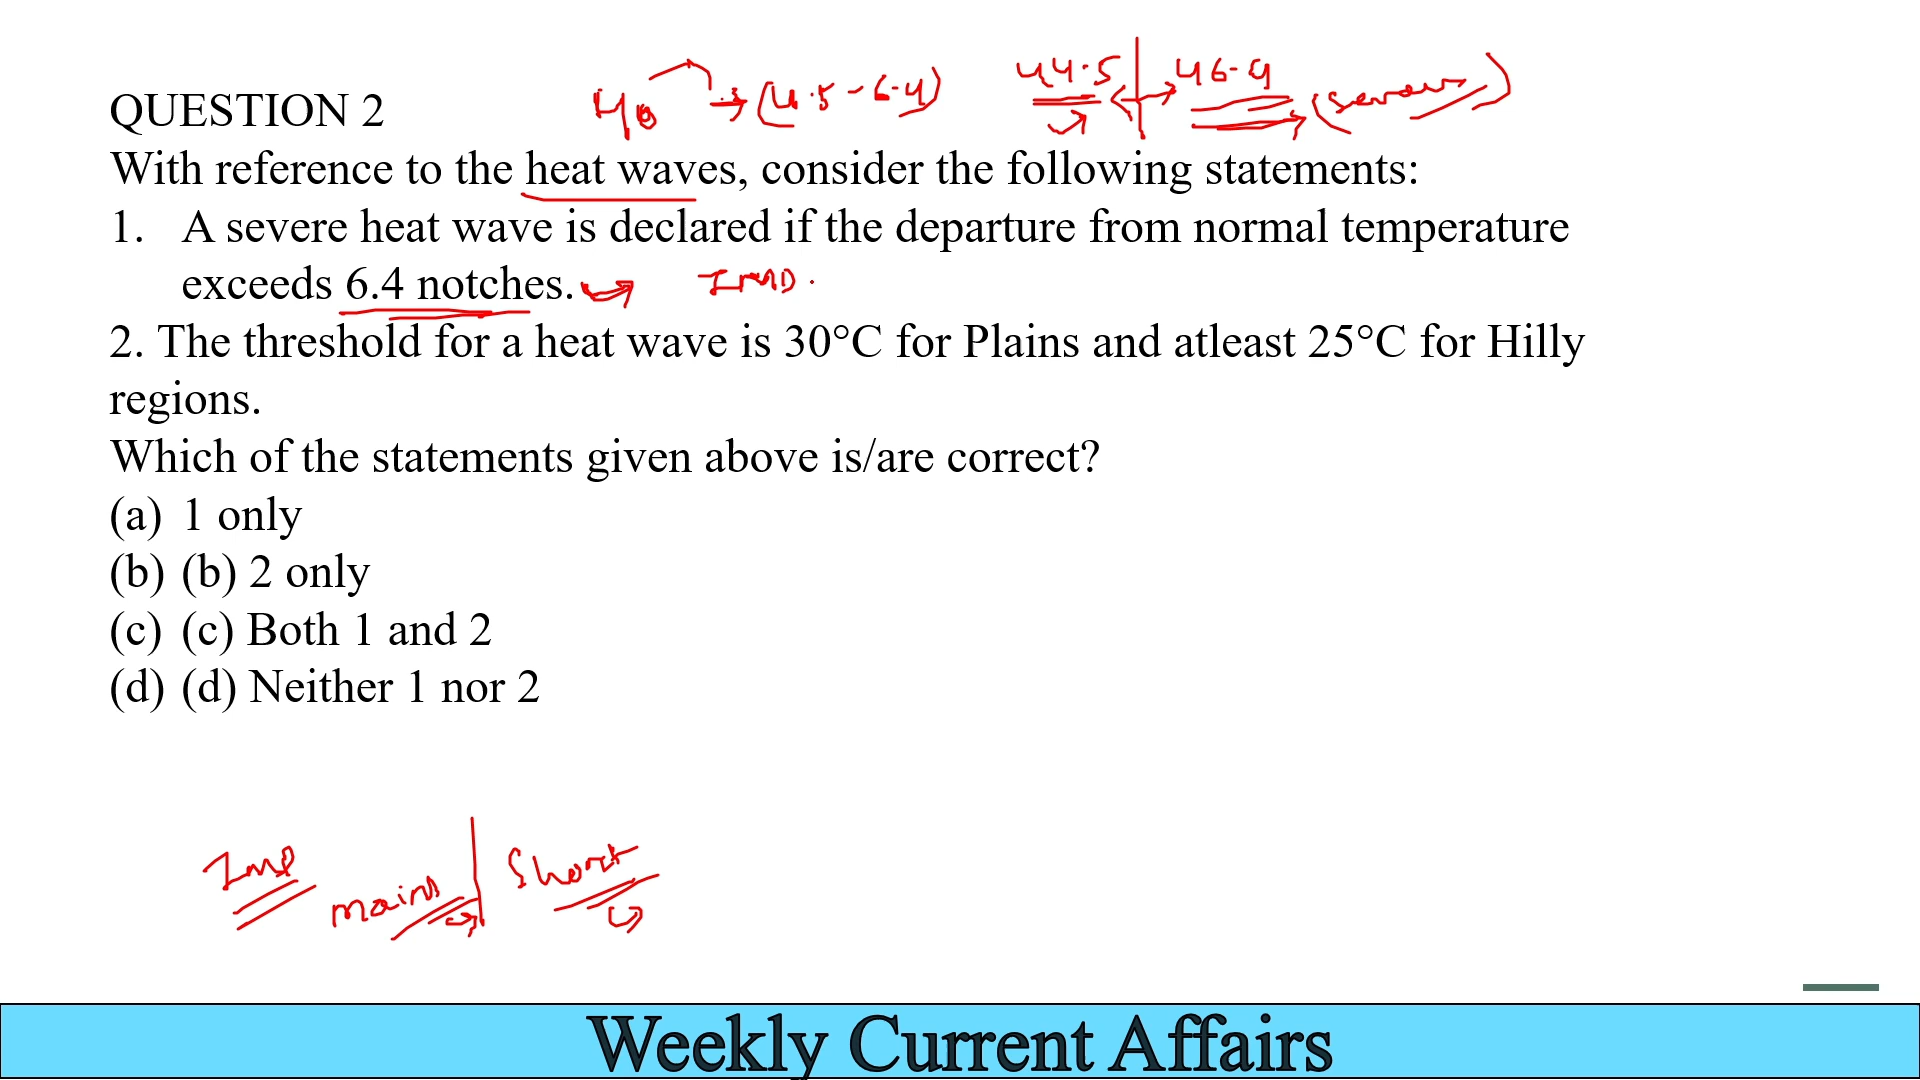 40 → (4.5 - 6.4) 44.5 46.4
QUESTION 2
With reference to the heat waves, consider the following statements:
1. A severe heat wave is declared if the departure from normal temperature
exceeds 6.4 notches. IMD.
2. The threshold for a heat wave is 30°C for Plains and atleast 25°C for Hilly
regions.
Which of the statements given above is/are correct?
(a) 1 only
(b) (b) 2 only
(c) (c) Both 1 and 2
(d) (d) Neither 1 nor 2
Imp mains Short
Weekly Current Affairs